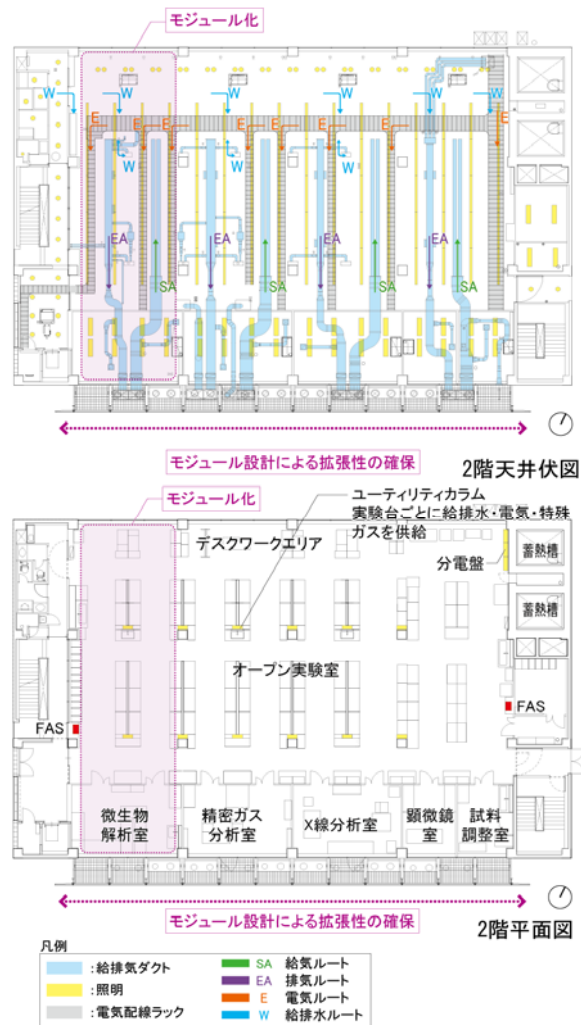 モジュール化
W W W W W W
E E E E E E E
W W W
EA EA EA EA
SA SA SA SA
モジュール設計による拡張性の確保
2階天井伏図
モジュール化
ユーティリティカラム
実験台ごとに給排水・電気・特殊
ガスを供給
デスクワークエリア
分電盤
蓄熱槽
蓄熱槽
オープン実験室
FAS
FAS
微生物
解析室
精密ガス
分析室
X線分析室
顕微鏡
室
試料
調整室
モジュール設計による拡張性の確保
2階平面図
凡例
:給排気ダクト
:照明
:電気配線ラック
SA 給気ルート
EA 排気ルート
E 電気ルート
W 給排水ルート